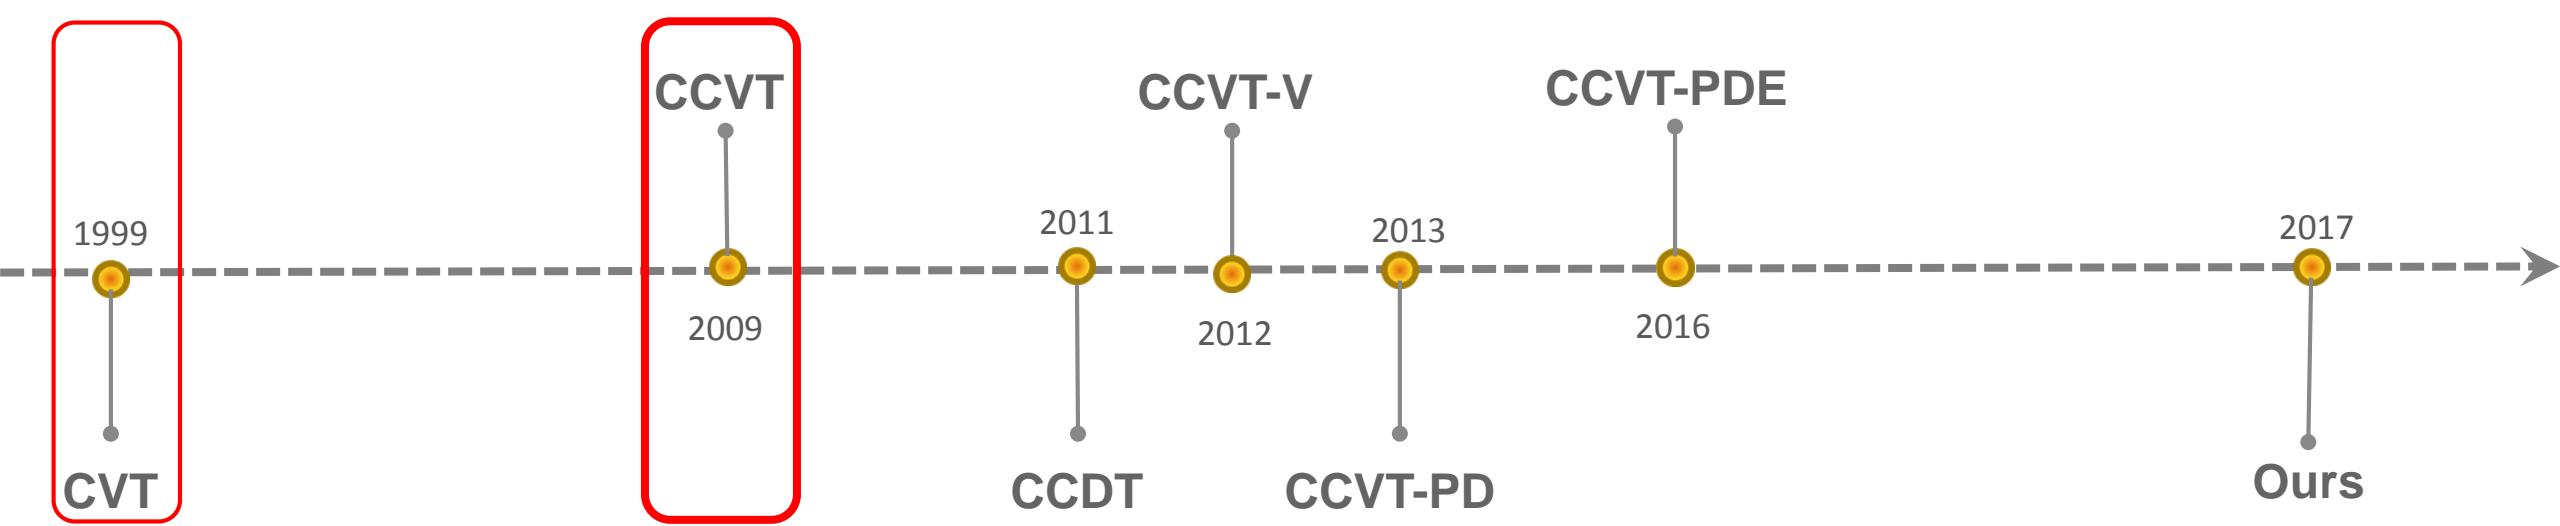 CCVT
CCVT-V
CCVT-PDE
1999
2011
2013
2017
2009
2012
2016
CVT
CCDT
CCVT-PD
Ours